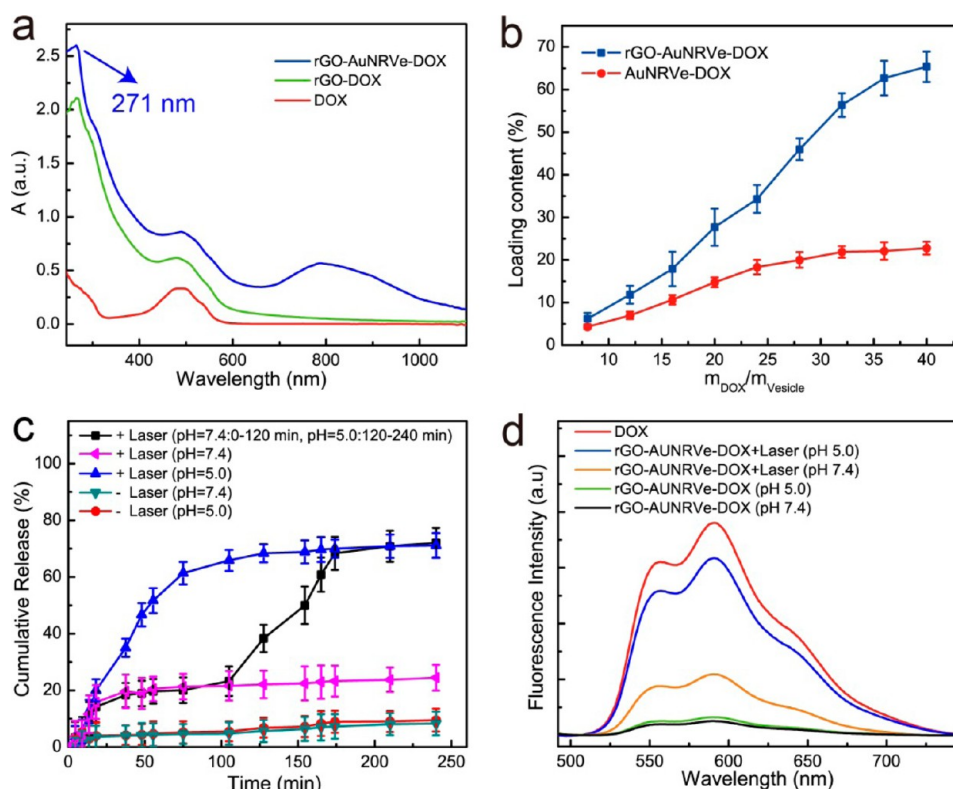 a
A (a.u.)
2.5
2.0
1.5
1.0
0.5
0.0
271 nm
rGO-AuNRVe-DOX
rGO-DOX
DOX
400
600
800
1000
Wavelength (nm)
b
Loading content (%)
70
60
50
40
30
20
10
0
rGO-AuNRVe-DOX
AuNRVe-DOX
10
15
20
25
30
35
40
mDOX/mVesicle
c
Cumulative Release (%)
100
80
60
40
20
0
+ Laser (pH=7.4:0-120 min, pH=5.0:120-240 min)
+ Laser (pH=7.4)
+ Laser (pH=5.0)
- Laser (pH=7.4)
- Laser (pH=5.0)
0
50
100
150
200
250
Time (min)
d
Fluorescence Intensity (a.u)
DOX
rGO-AUNRVe-DOX+Laser (pH 5.0)
rGO-AUNRVe-DOX+Laser (pH 7.4)
rGO-AUNRVe-DOX (pH 5.0)
rGO-AUNRVe-DOX (pH 7.4)
500
550
600
650
700
Wavelength (nm)